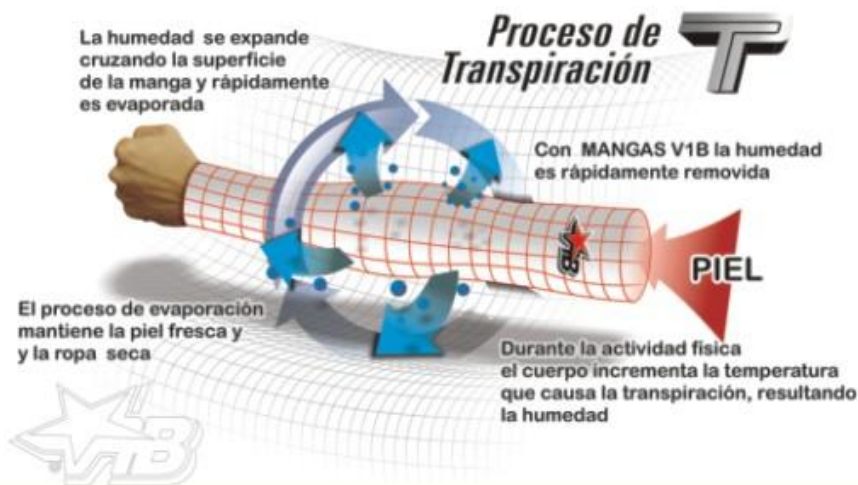 Proceso de
Transpiración
T
La humedad se expande
cruzando la superficie
de la manga y rápidamente
es evaporada
Con MANGAS V1B la humedad
es rápidamente removida
V1B
PIEL
El proceso de evaporación
mantiene la piel fresca y
y la ropa seca
Durante la actividad física
el cuerpo incrementa la temperatura
que causa la transpiración, resultando
la humedad
V1B